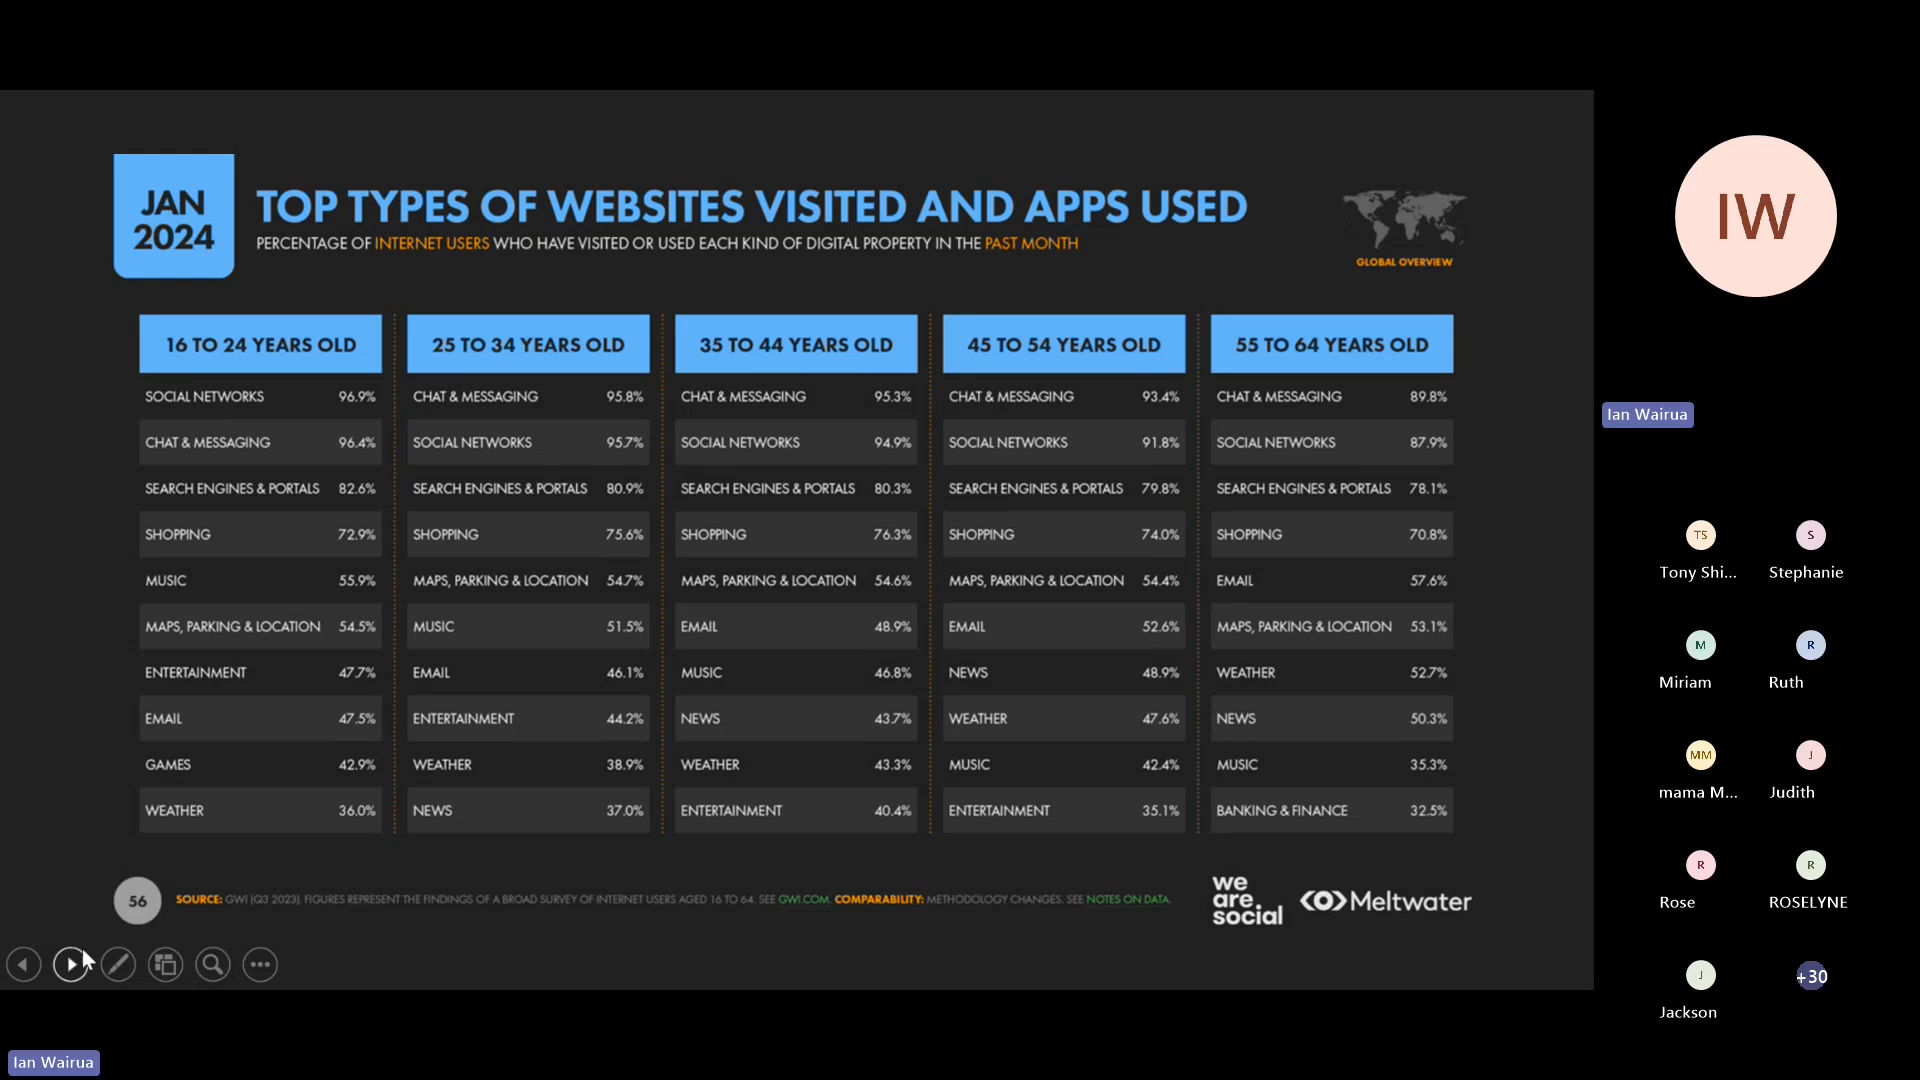 JAN
2024
TOP TYPES OF WEBSITES VISITED AND APPS USED
PERCENTAGE OF INTERNET USERS WHO HAVE VISITED OR USED EACH KIND OF DIGITAL PROPERTY IN THE PAST MONTH
GLOBAL OVERVIEW
16 TO 24 YEARS OLD
SOCIAL NETWORKS 96.9%
CHAT & MESSAGING 96.4%
SEARCH ENGINES & PORTALS 82.6%
SHOPPING 72.9%
MUSIC 55.9%
MAPS, PARKING & LOCATION 54.5%
ENTERTAINMENT 47.7%
EMAIL 47.5%
GAMES 42.9%
WEATHER 36.0%
25 TO 34 YEARS OLD
CHAT & MESSAGING 95.8%
SOCIAL NETWORKS 95.7%
SEARCH ENGINES & PORTALS 80.9%
SHOPPING 75.6%
MAPS, PARKING & LOCATION 54.7%
MUSIC 51.5%
EMAIL 46.1%
ENTERTAINMENT 44.2%
WEATHER 38.9%
NEWS 37.0%
35 TO 44 YEARS OLD
CHAT & MESSAGING 95.3%
SOCIAL NETWORKS 94.9%
SEARCH ENGINES & PORTALS 80.3%
SHOPPING 76.3%
MAPS, PARKING & LOCATION 54.6%
EMAIL 48.9%
MUSIC 46.8%
NEWS 43.7%
WEATHER 43.3%
ENTERTAINMENT 40.4%
45 TO 54 YEARS OLD
CHAT & MESSAGING 93.4%
SOCIAL NETWORKS 91.8%
SEARCH ENGINES & PORTALS 79.8%
SHOPPING 74.0%
MAPS, PARKING & LOCATION 54.4%
EMAIL 52.6%
NEWS 48.9%
WEATHER 47.6%
MUSIC 42.4%
ENTERTAINMENT 35.1%
55 TO 64 YEARS OLD
CHAT & MESSAGING 89.8%
SOCIAL NETWORKS 87.9%
SEARCH ENGINES & PORTALS 78.1%
SHOPPING 70.8%
EMAIL 57.6%
MAPS, PARKING & LOCATION 53.1%
WEATHER 52.7%
NEWS 50.3%
MUSIC 35.3%
BANKING & FINANCE 32.5%
56
SOURCE: GWI (Q3 2023). FIGURES REPRESENT THE FINDINGS OF A BROAD SURVEY OF INTERNET USERS AGED 16 TO 64. SEE GWI.COM. COMPARABILITY: METHODOLOGY CHANGES. SEE NOTES ON DATA.
we
are
social
Meltwater
Ian Wairua
IW
Ian Wairua
TS S
Tony Shi... Stephanie
M R
Miriam Ruth
MM J
mama M... Judith
R R
Rose ROSELYNE
J +30
Jackson